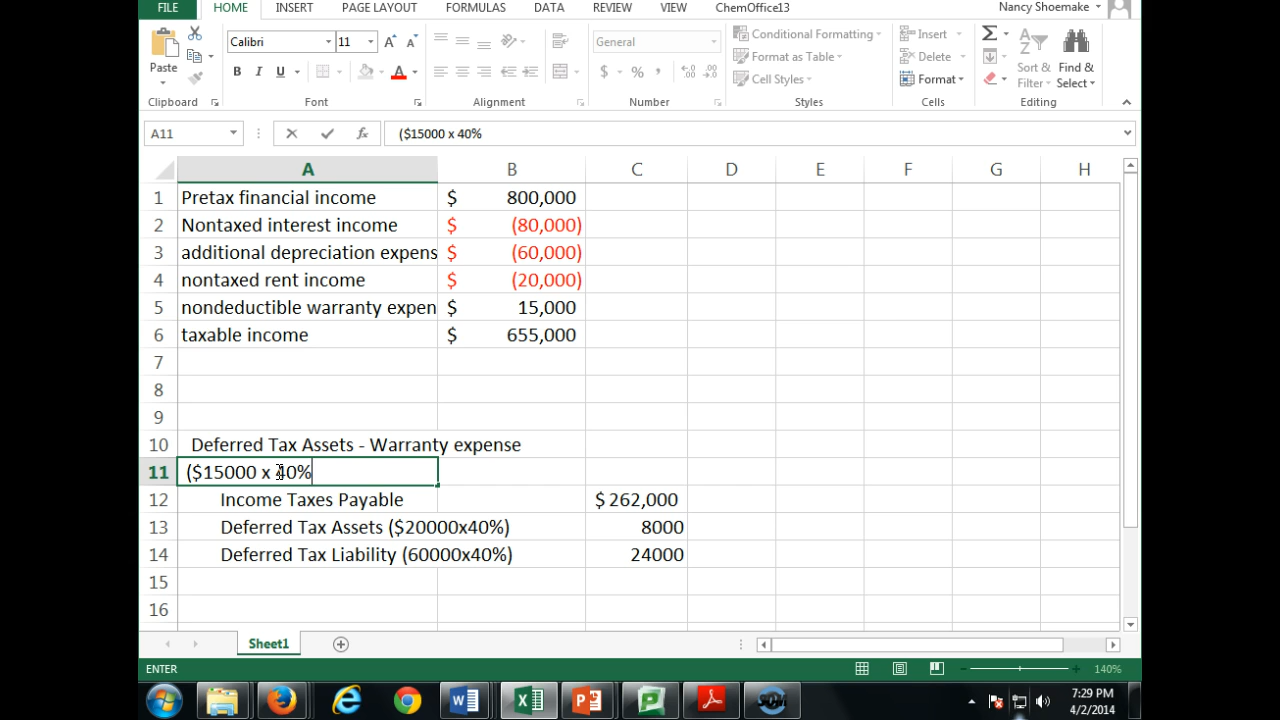 FILE HOME INSERT PAGE LAYOUT FORMULAS DATA REVIEW VIEW ChemOffice13 Nancy Shoemake
Paste
Calibri 11
B I U A
General
$ % ,
Conditional Formatting
Format as Table
Cell Styles
Insert
Delete
Format
Sort & Filter
Find & Select
Clipboard Font Alignment Number Styles Cells Editing
A11 fx ($15000 x 40%
A B C D E F G H
1 Pretax financial income $ 800,000
2 Nontaxed interest income $ (80,000)
3 additional depreciation expens $ (60,000)
4 nontaxed rent income $ (20,000)
5 nondeductible warranty expen $ 15,000
6 taxable income $ 655,000
7
8
9
10 Deferred Tax Assets - Warranty expense
11 ($15000 x 40%
12 Income Taxes Payable $ 262,000
13 Deferred Tax Assets ($20000x40%) 8000
14 Deferred Tax Liability (60000x40%) 24000
15
16
Sheet1
ENTER 140%
7:29 PM
4/2/2014